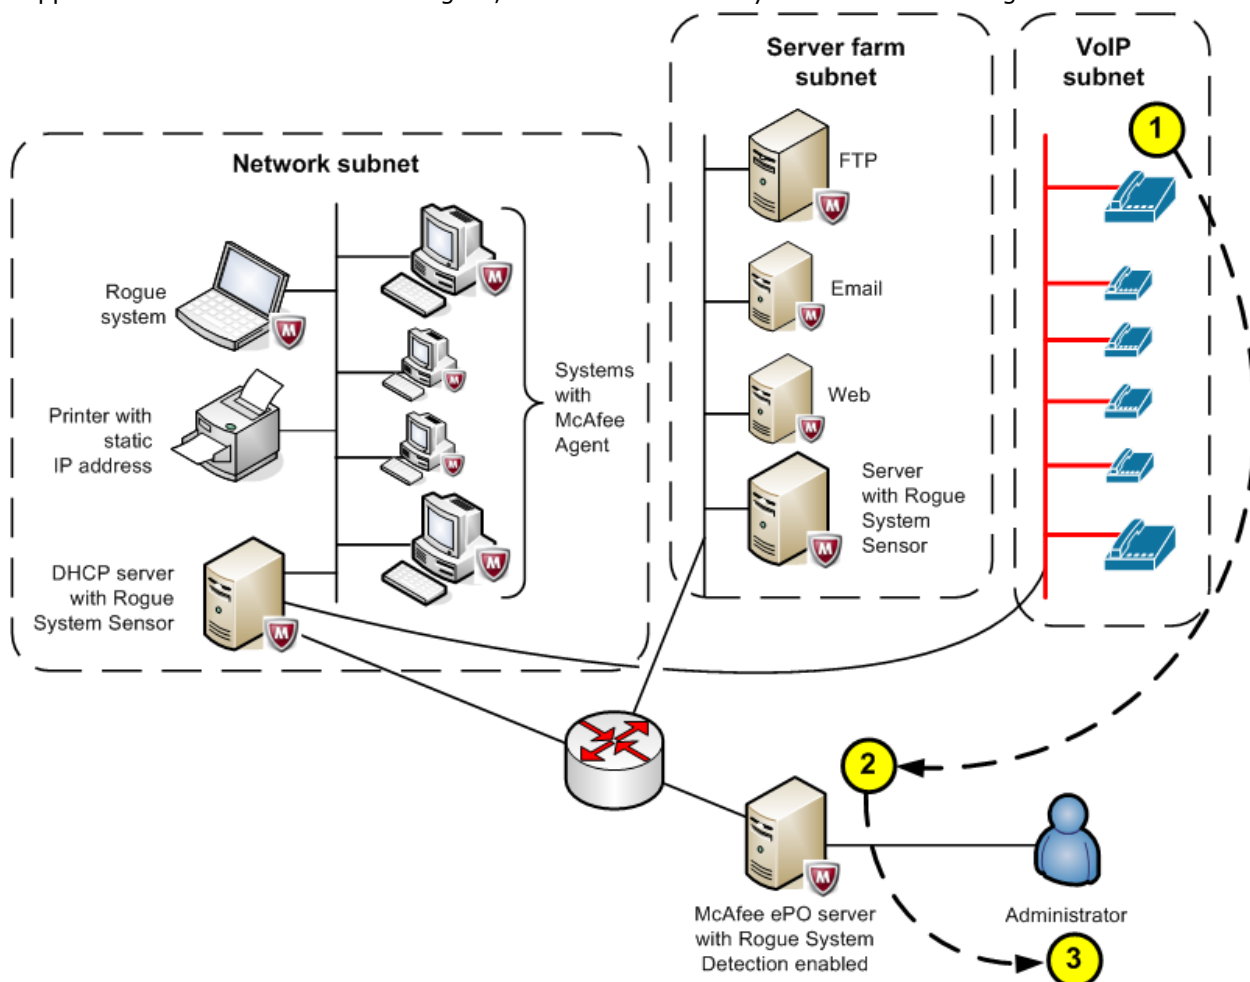 Server farm
subnet
VoIP
subnet
1
Network subnet
FTP
Rogue
system
Email
Systems
with
McAfee
Agent
Web
Printer with
static
IP address
Server
with Rogue
System
Sensor
DHCP server
with Rogue
System Sensor
2
McAfee ePO server
with Rogue System
Detection enabled
Administrator
3